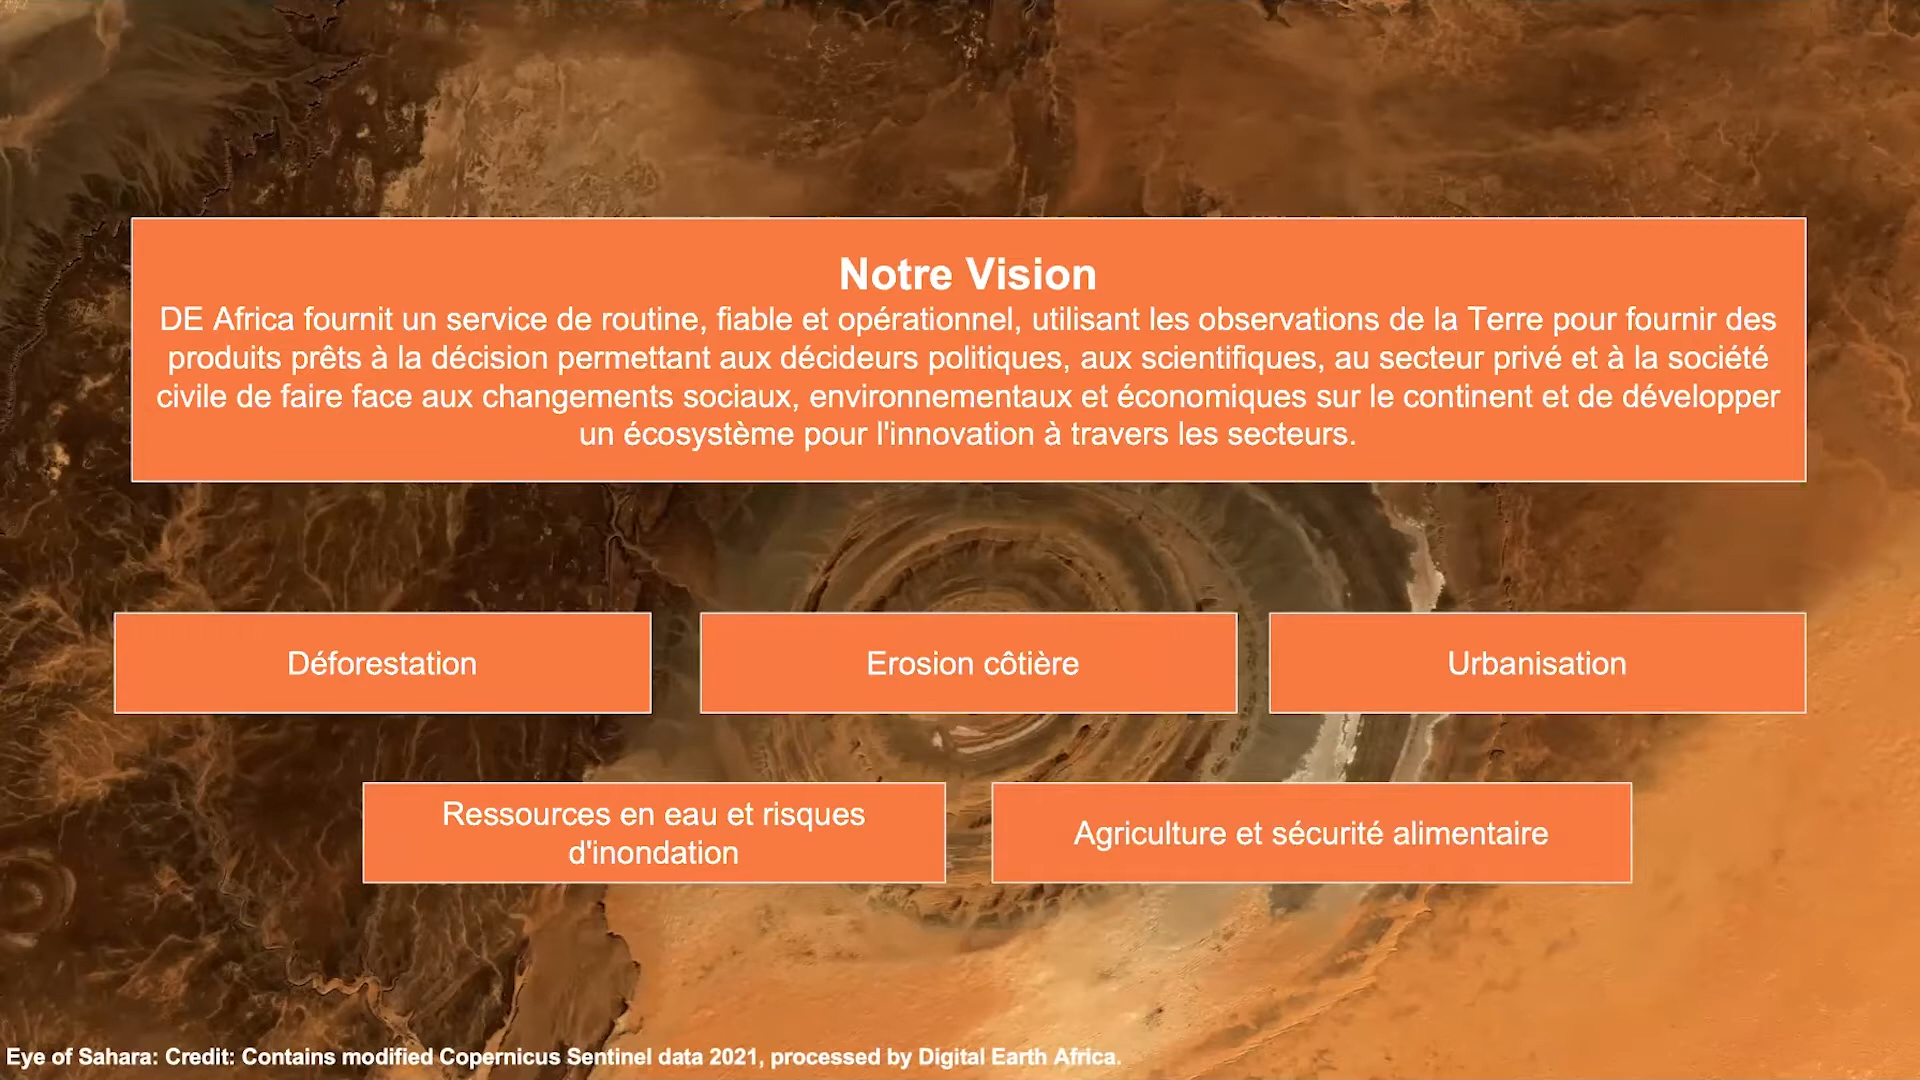 Notre Vision
DE Africa fournit un service de routine, fiable et opérationnel, utilisant les observations de la Terre pour fournir des
produits prêts à la décision permettant aux décideurs politiques, aux scientifiques, au secteur privé et à la société
civile de faire face aux changements sociaux, environnementaux et économiques sur le continent et de développer
un écosystème pour l'innovation à travers les secteurs.
Déforestation
Erosion côtière
Urbanisation
Ressources en eau et risques
d'inondation
Agriculture et sécurité alimentaire
Eye of Sahara: Credit: Contains modified Copernicus Sentinel data 2021, processed by Digital Earth Africa.